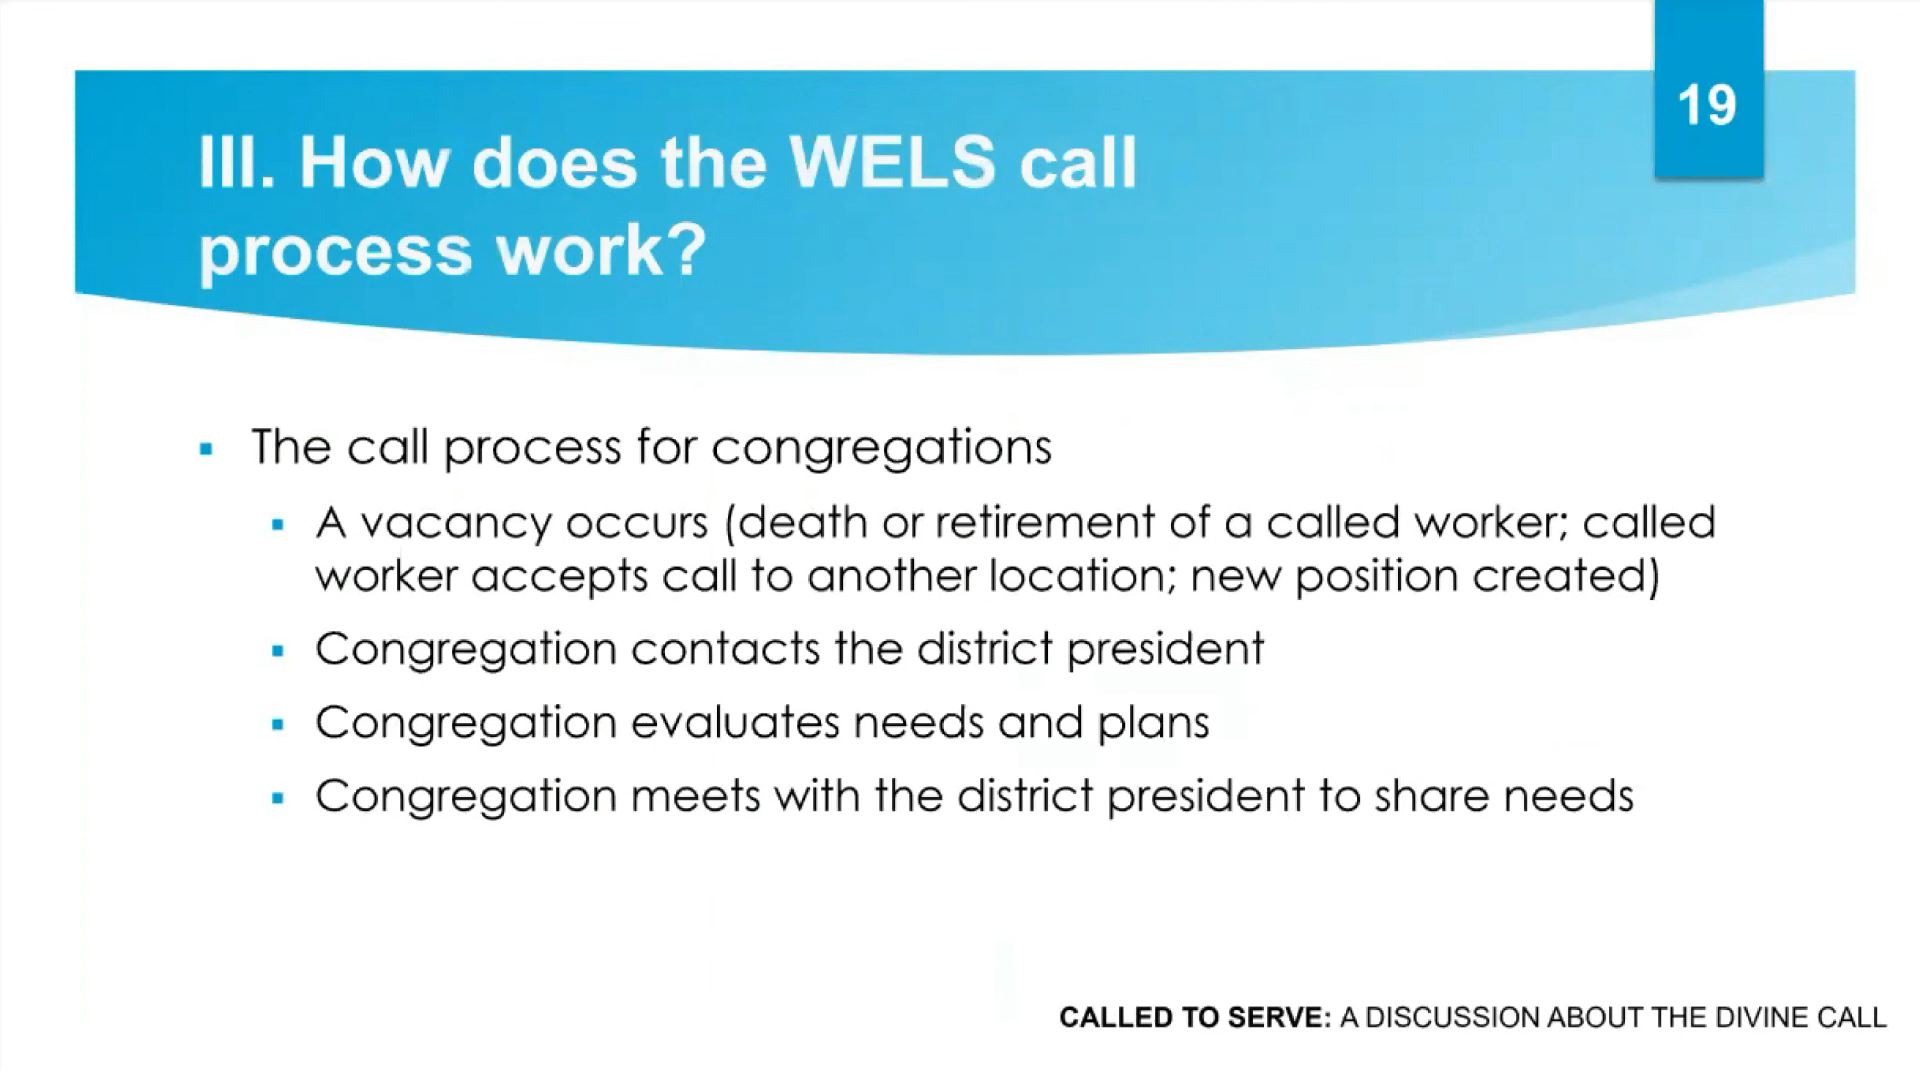 19
III. How does the WELS call
process work?
▪ The call process for congregations
▪ A vacancy occurs (death or retirement of a called worker; called
worker accepts call to another location; new position created)
▪ Congregation contacts the district president
▪ Congregation evaluates needs and plans
▪ Congregation meets with the district president to share needs
CALLED TO SERVE: A DISCUSSION ABOUT THE DIVINE CALL